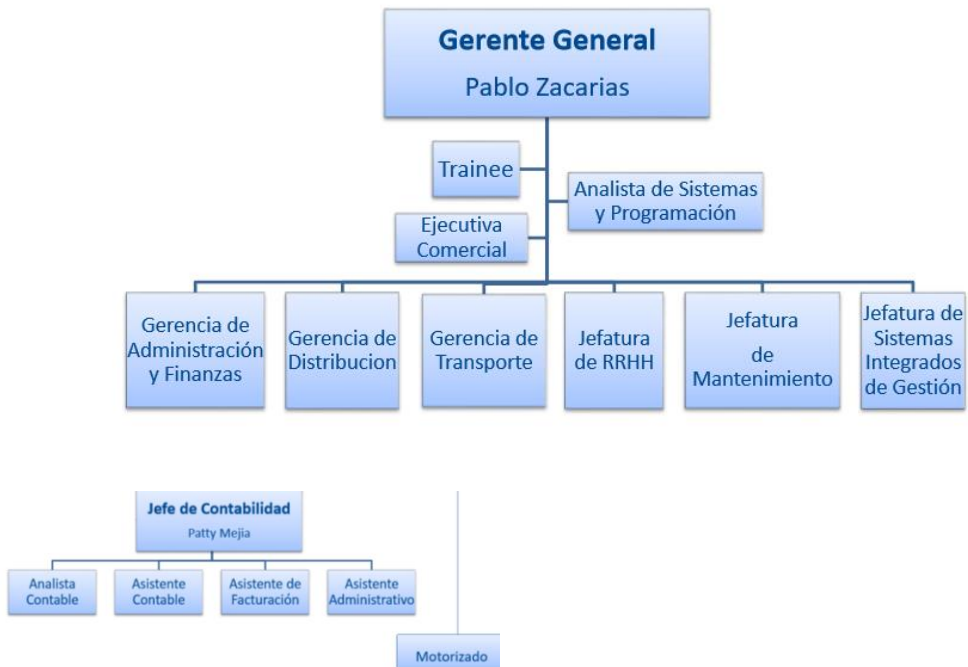 Gerente General
Pablo Zacarias
Trainee
Analista de Sistemas
y Programación
Ejecutiva
Comercial
Gerencia de
Administración
y Finanzas
Gerencia de
Distribucion
Gerencia de
Transporte
Jefatura
de RRHH
Jefatura
de
Mantenimiento
Jefatura de
Sistemas
Integrados
de Gestión
Jefe de Contabilidad
Patty Mejia
Analista
Contable
Asistente
Contable
Asistente de
Facturación
Asistente
Administrativo
Motorizado